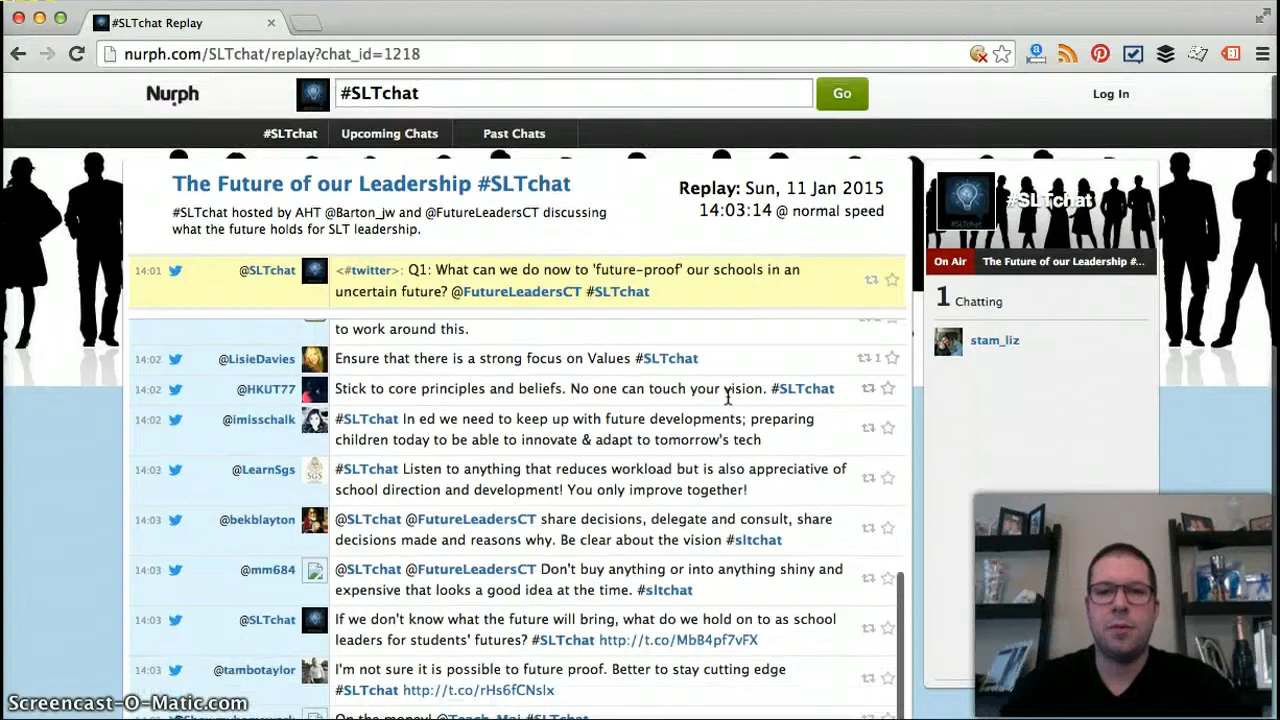 #SLTchat Replay
nurph.com/SLTchat/replay?chat_id=1218
Nurph
#SLTchat
Go
Log In
#SLTchat
Upcoming Chats
Past Chats
The Future of our Leadership #SLTchat
#SLTchat hosted by AHT @Barton_jw and @FutureLeadersCT discussing
what the future holds for SLT leadership.
Replay: Sun, 11 Jan 2015
14:03:14 @ normal speed
#SLTchat
On Air The Future of our Leadership #...
1 Chatting
stam_liz
14:01 @SLTchat <#twitter>: Q1: What can we do now to 'future-proof' our schools in an
uncertain future? @FutureLeadersCT #SLTchat
to work around this.
14:02 @LisieDavies Ensure that there is a strong focus on Values #SLTchat 1
14:02 @HKUT77 Stick to core principles and beliefs. No one can touch your vision. #SLTchat
14:02 @imisschalk #SLTchat In ed we need to keep up with future developments; preparing
children today to be able to innovate & adapt to tomorrow's tech
14:03 @LearnSgs #SLTchat Listen to anything that reduces workload but is also appreciative of
school direction and development! You only improve together!
14:03 @bekblayton @SLTchat @FutureLeadersCT share decisions, delegate and consult, share
decisions made and reasons why. Be clear about the vision #sltchat
14:03 @mm684 @SLTchat @FutureLeadersCT Don't buy anything or into anything shiny and
expensive that looks a good idea at the time. #sltchat
14:03 @SLTchat If we don't know what the future will bring, what do we hold on to as school
leaders for students' futures? #SLTchat http://t.co/MbB4pf7vFX
14:03 @tambotaylor I'm not sure it is possible to future proof. Better to stay cutting edge
#SLTchat http://t.co/rHs6fCNslx
On the money! @Teach_Maj #SLTchat
Screencast-O-Matic.com